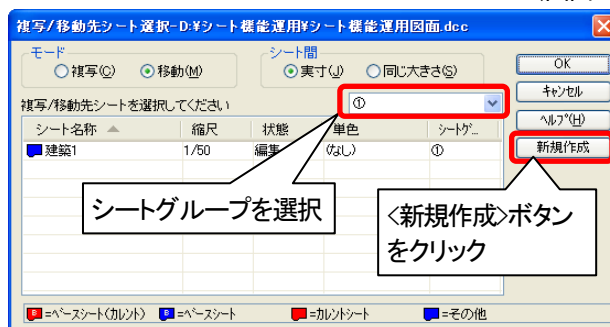 複写/移動先シート選択-D:¥シート機能運用¥シート機能運用図面.dcc
モード
シート間
複写(C) 移動(M)
実寸(J) 同じ大きさ(S)
OK
キャンセル
ヘルプ(H)
新規作成
複写/移動先シートを選択してください
①
シート名称 縮尺 状態 単色 シートグ...
建築1 1/50 編集 (なし) ①
シートグループを選択
<新規作成>ボタン
をクリック
=ベースシート(カレント) =ベースシート =カレントシート =その他